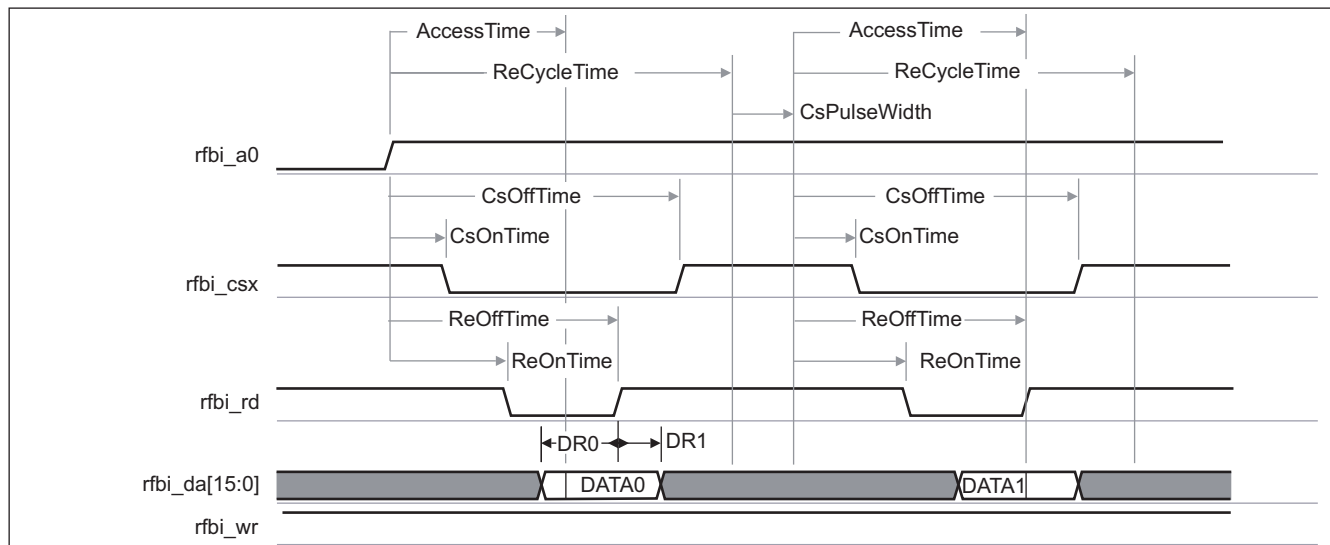 AccessTime AccessTime
ReCycleTime ReCycleTime
CsPulseWidth
rfbi_a0
CsOffTime CsOffTime
CsOnTime CsOnTime
rfbi_csx
ReOffTime ReOffTime
ReOnTime ReOnTime
rfbi_rd
DR0 DR1
rfbi_da[15:0] DATA0 DATA1
rfbi_wr